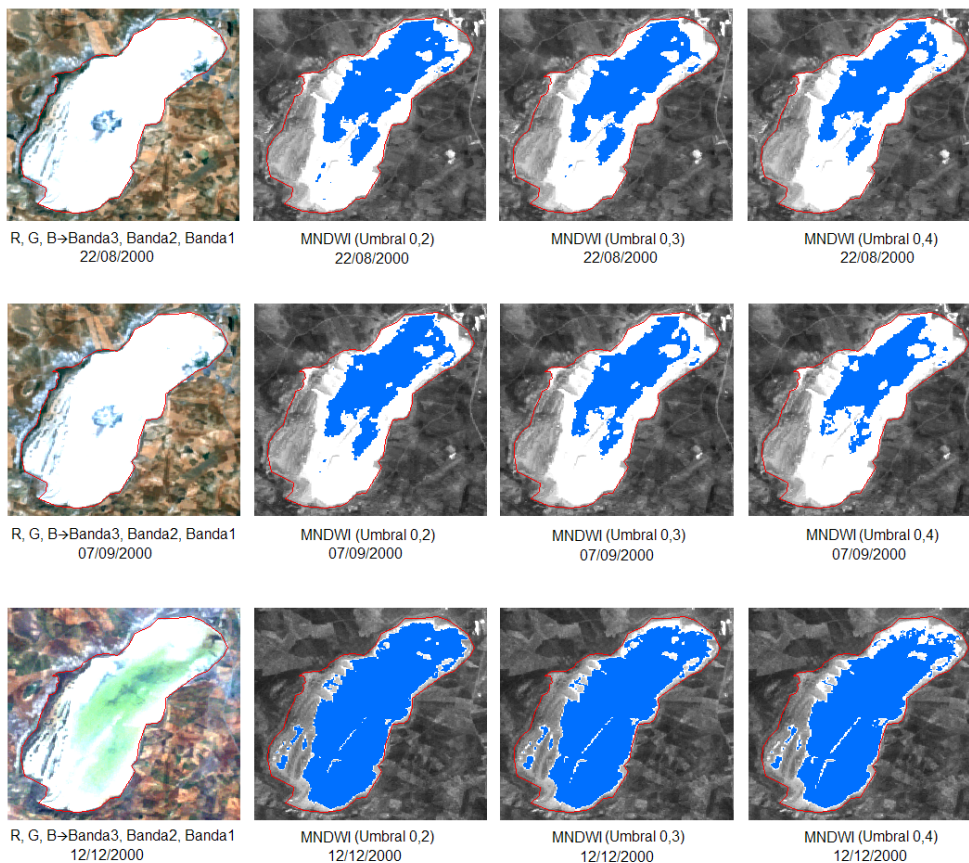 R, G, B→Banda3, Banda2, Banda1
22/08/2000
MNDWI (Umbral 0,2)
22/08/2000
MNDWI (Umbral 0,3)
22/08/2000
MNDWI (Umbral 0,4)
22/08/2000
R, G, B→Banda3, Banda2, Banda1
07/09/2000
MNDWI (Umbral 0,2)
07/09/2000
MNDWI (Umbral 0,3)
07/09/2000
MNDWI (Umbral 0,4)
07/09/2000
R, G, B→Banda3, Banda2, Banda1
12/12/2000
MNDWI (Umbral 0,2)
12/12/2000
MNDWI (Umbral 0,3)
12/12/2000
MNDWI (Umbral 0,4)
12/12/2000